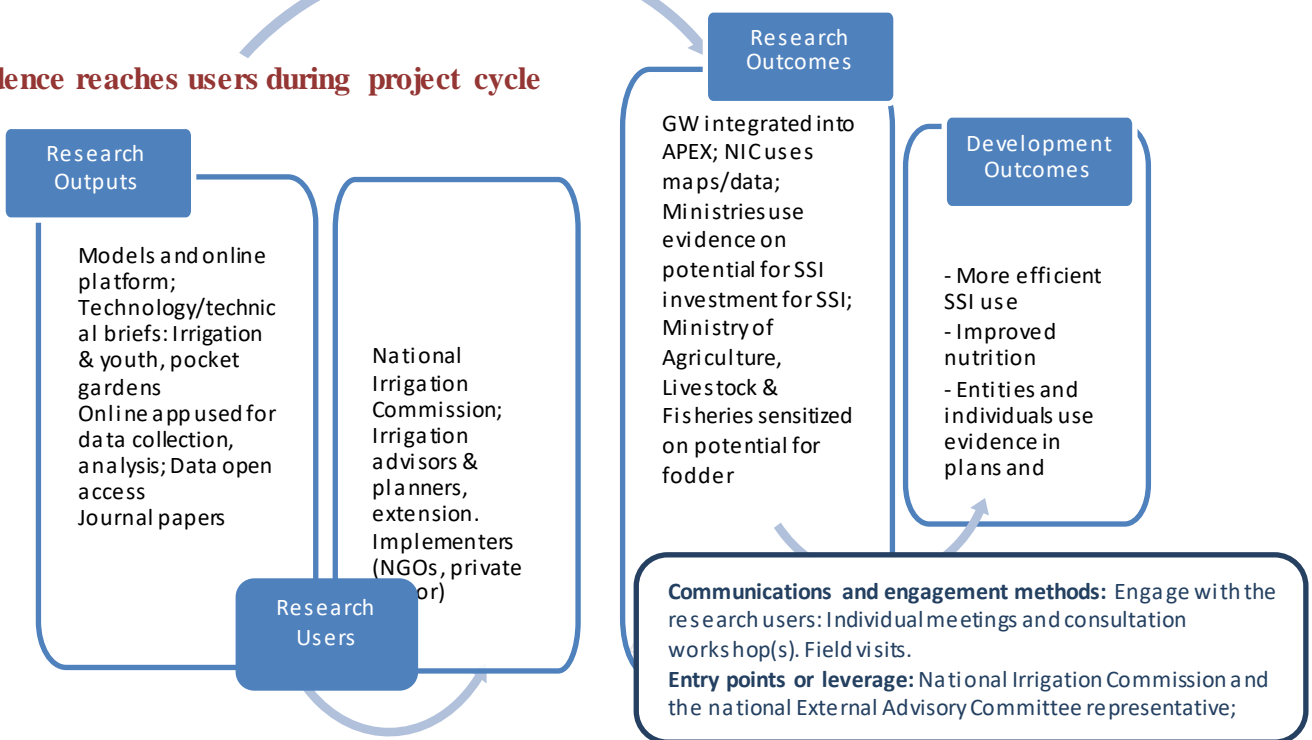 reaches users during project cycle
Research
Outputs
Models and online
platform;
Technology/technic
al briefs: Irrigation
& youth, pocket
gardens
Online app used for
data collection,
analysis; Data open
access
Journal papers
National
Irrigation
Commission;
Irrigation
advisors &
planners,
extension.
Implementers
(NGOs, private
or)
Research
Users
Research
Outcomes
GW integrated into
APEX; NIC uses
maps/data;
Ministries use
evidence on
potential for SSI
investment for SSI;
Ministry of
Agriculture,
Livestock &
Fisheries sensitized
on potential for
fodder
Development
Outcomes
- More efficient
SSI use
- Improved
nutrition
- Entities and
individuals use
evidence in
plans and
Communications and engagement methods: Engage with the
research users: Individual meetings and consultation
workshop(s). Field visits.
Entry points or leverage: National Irrigation Commission and
the national External Advisory Committee representative;